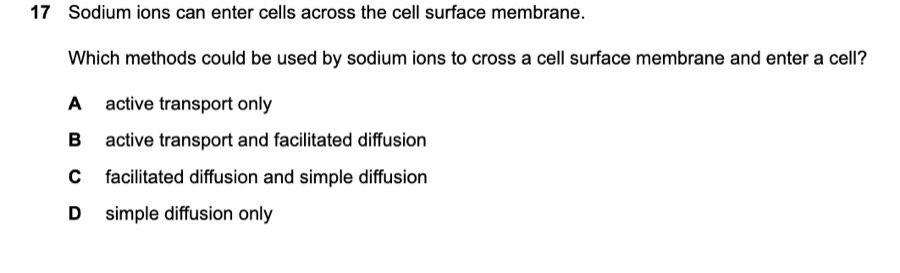 17 Sodium ions can enter cells across the cell surface membrane.
Which methods could be used by sodium ions to cross a cell surface membrane and enter a cell?
A active transport only
B active transport and facilitated diffusion
C facilitated diffusion and simple diffusion
D simple diffusion only